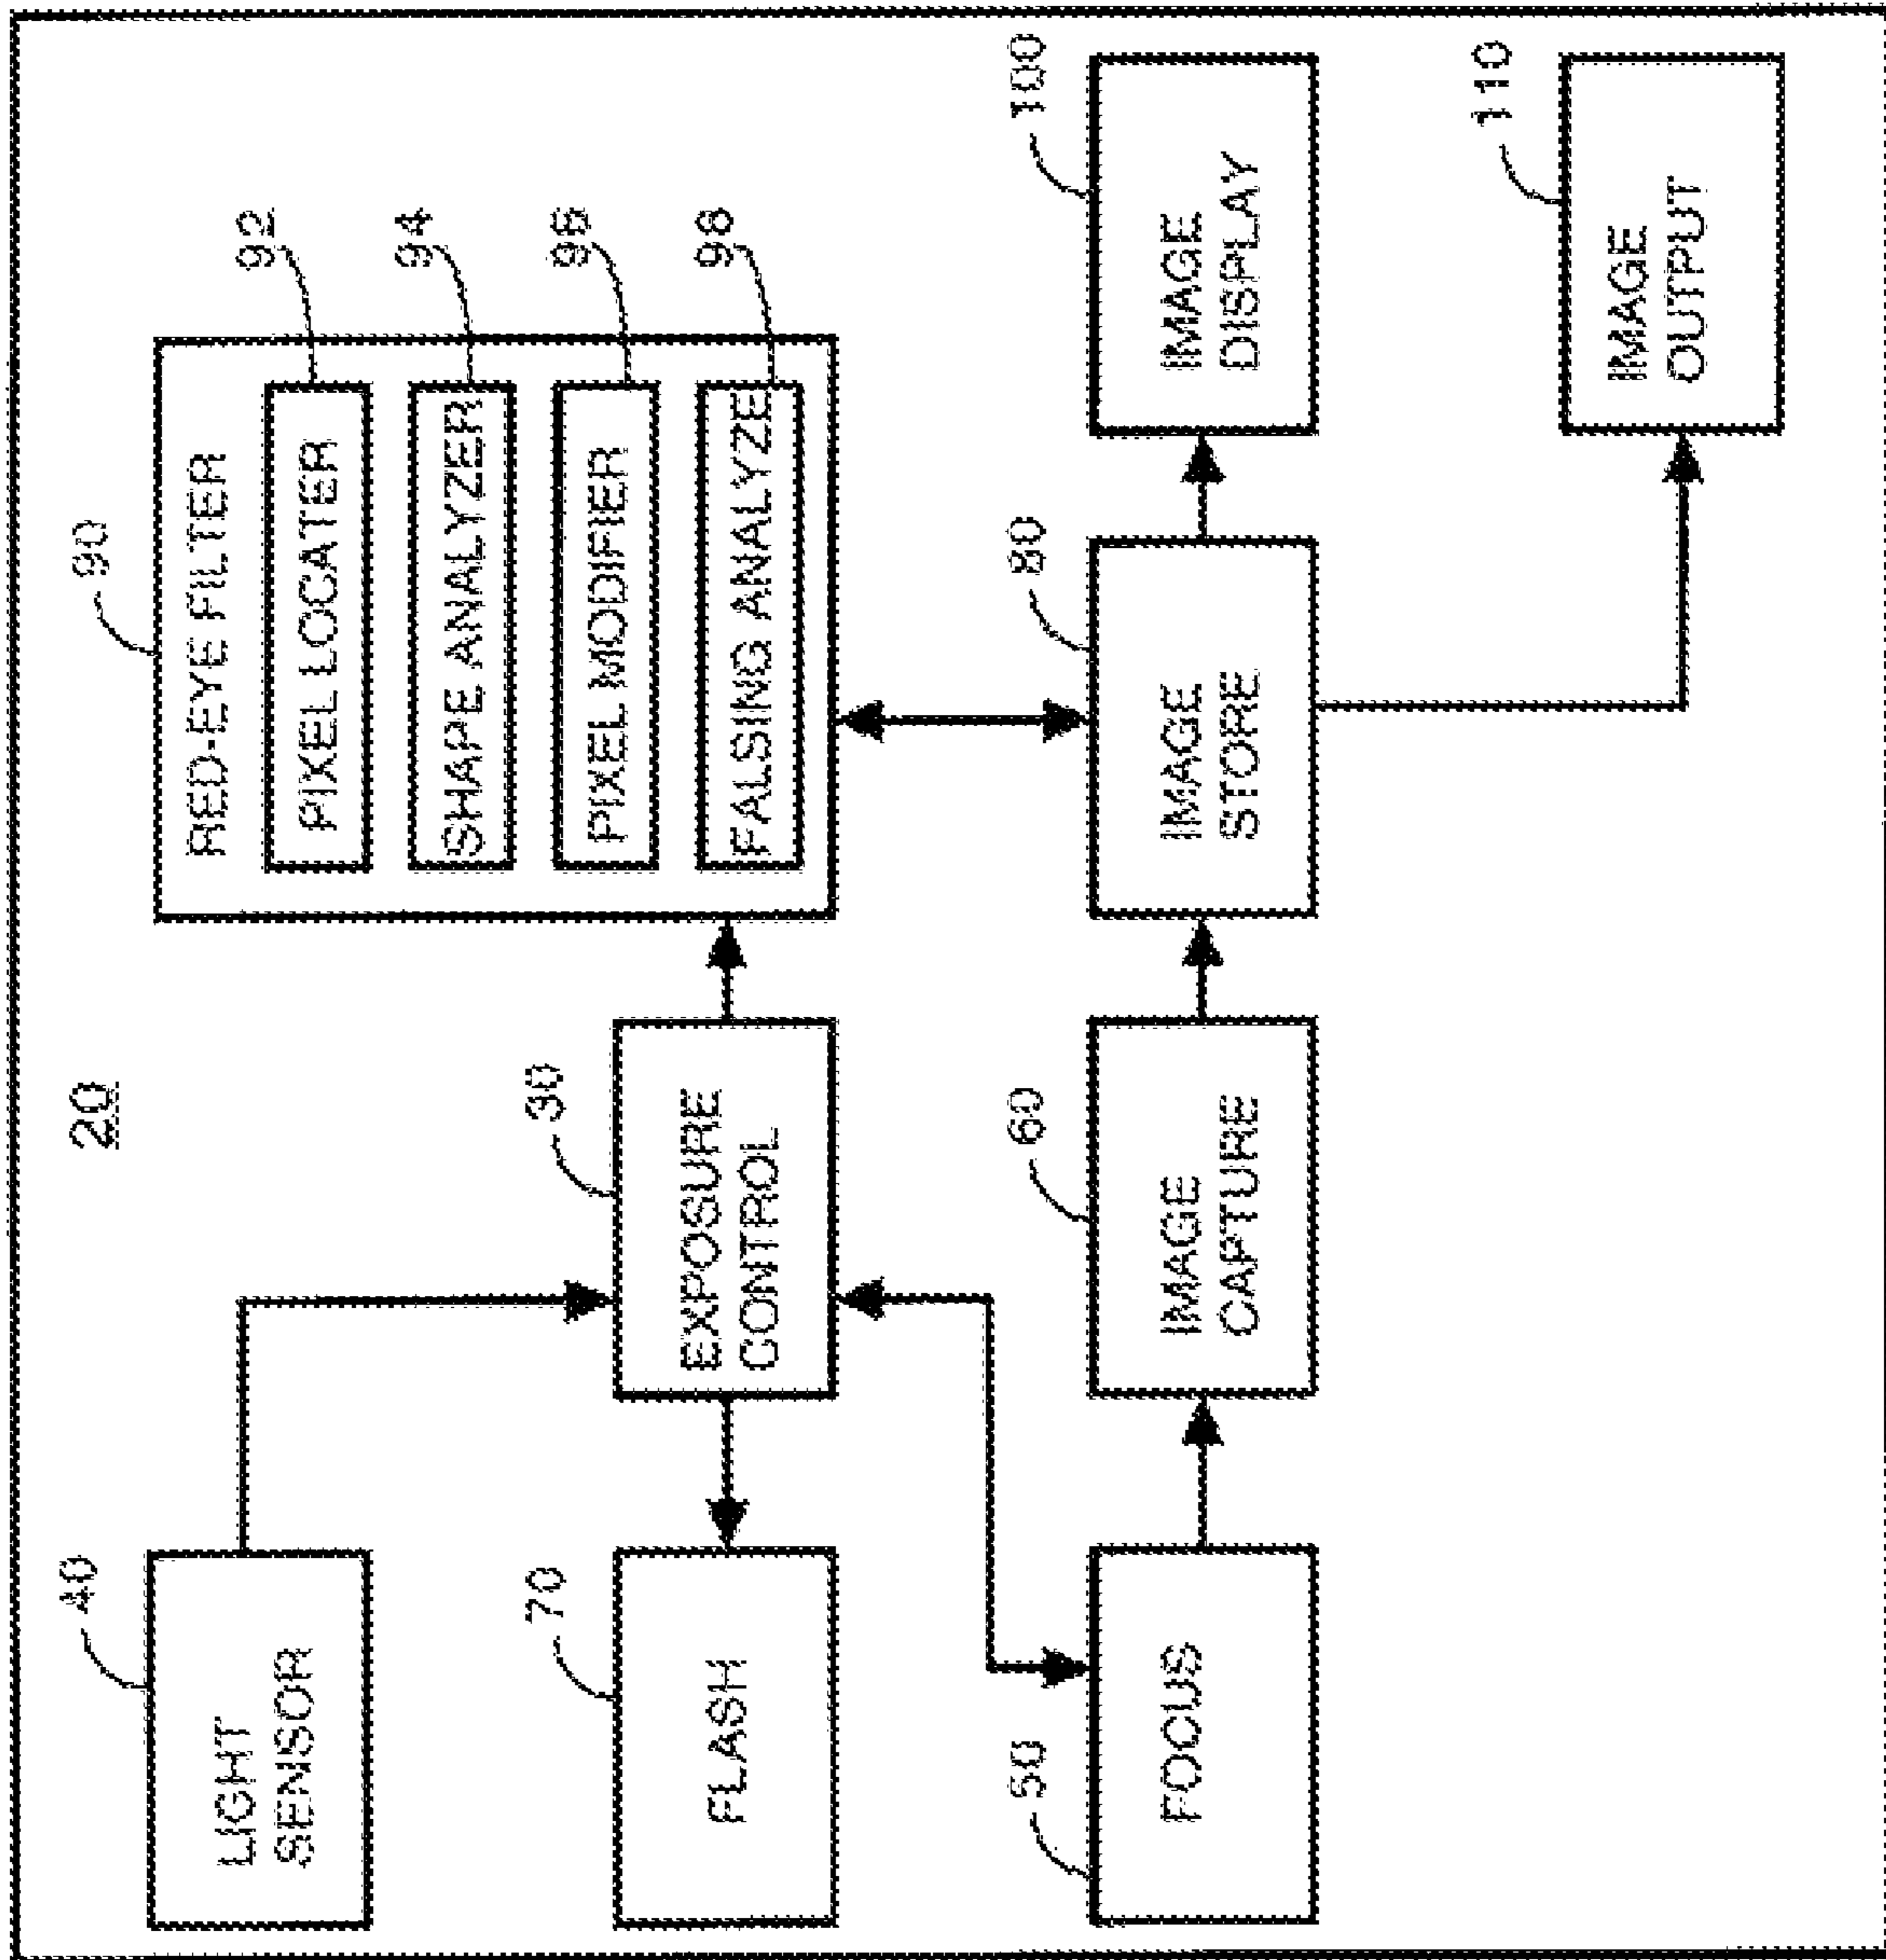 20
40
LIGHT
SENSOR
90
RED-EYE FILTER
PIXEL LOCATER
92
SHAPE ANALYZER
94
PIXEL MODIFIER
96
FALSING ANALYZE
98
70
FLASH
30
EXPOSURE
CONTROL
50
FOCUS
60
IMAGE
CAPTURE
80
IMAGE
STORE
100
IMAGE
DISPLAY
110
IMAGE
OUTPUT